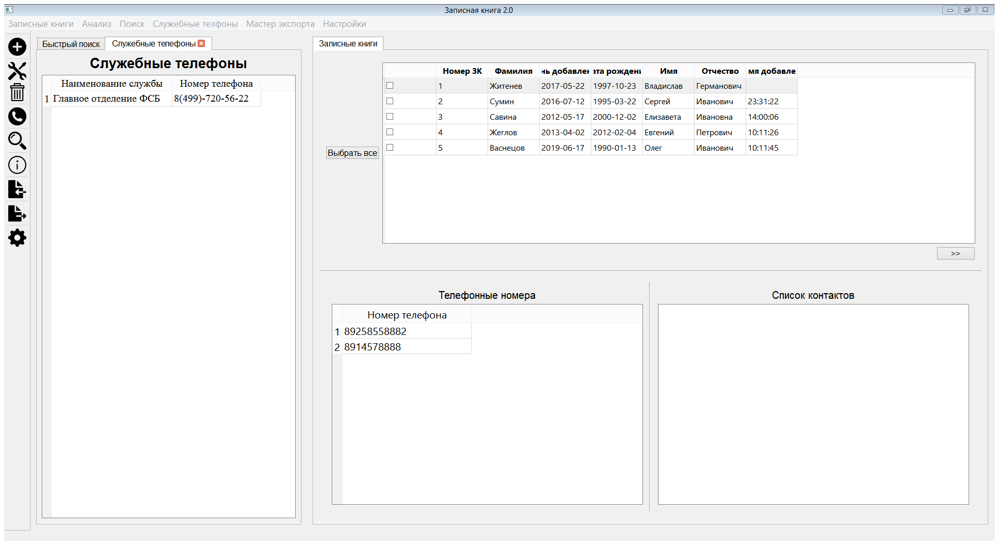 Записная книга 2.0
Записные книги Анализ Поиск Служебные телфоны Мастер экспорта Настройки
Быстрый поиск Служебные телефоны
Служебные телефоны
Наименование службы Номер телефона
1 Главное отделение ФСБ 8(499)-720-56-22
Записные книги
Выбрать все
Номер ЗК Фамилия нь добавлен ата рождени Имя Отчество мя добавле
1 Житенев 2017-05-22 1997-10-23 Владислав Германович
2 Сумин 2016-07-12 1995-03-22 Сергей Иванович 23:31:22
3 Савина 2012-05-17 2000-12-02 Елизавета Ивановна 14:00:06
4 Жеглов 2013-04-02 2012-02-04 Евгений Петрович 10:11:26
5 Васнецов 2019-06-17 1990-01-13 Олег Иванович 10:11:45
>>
Телефонные номера
Номер телефона
1 89258558882
2 8914578888
Список контактов